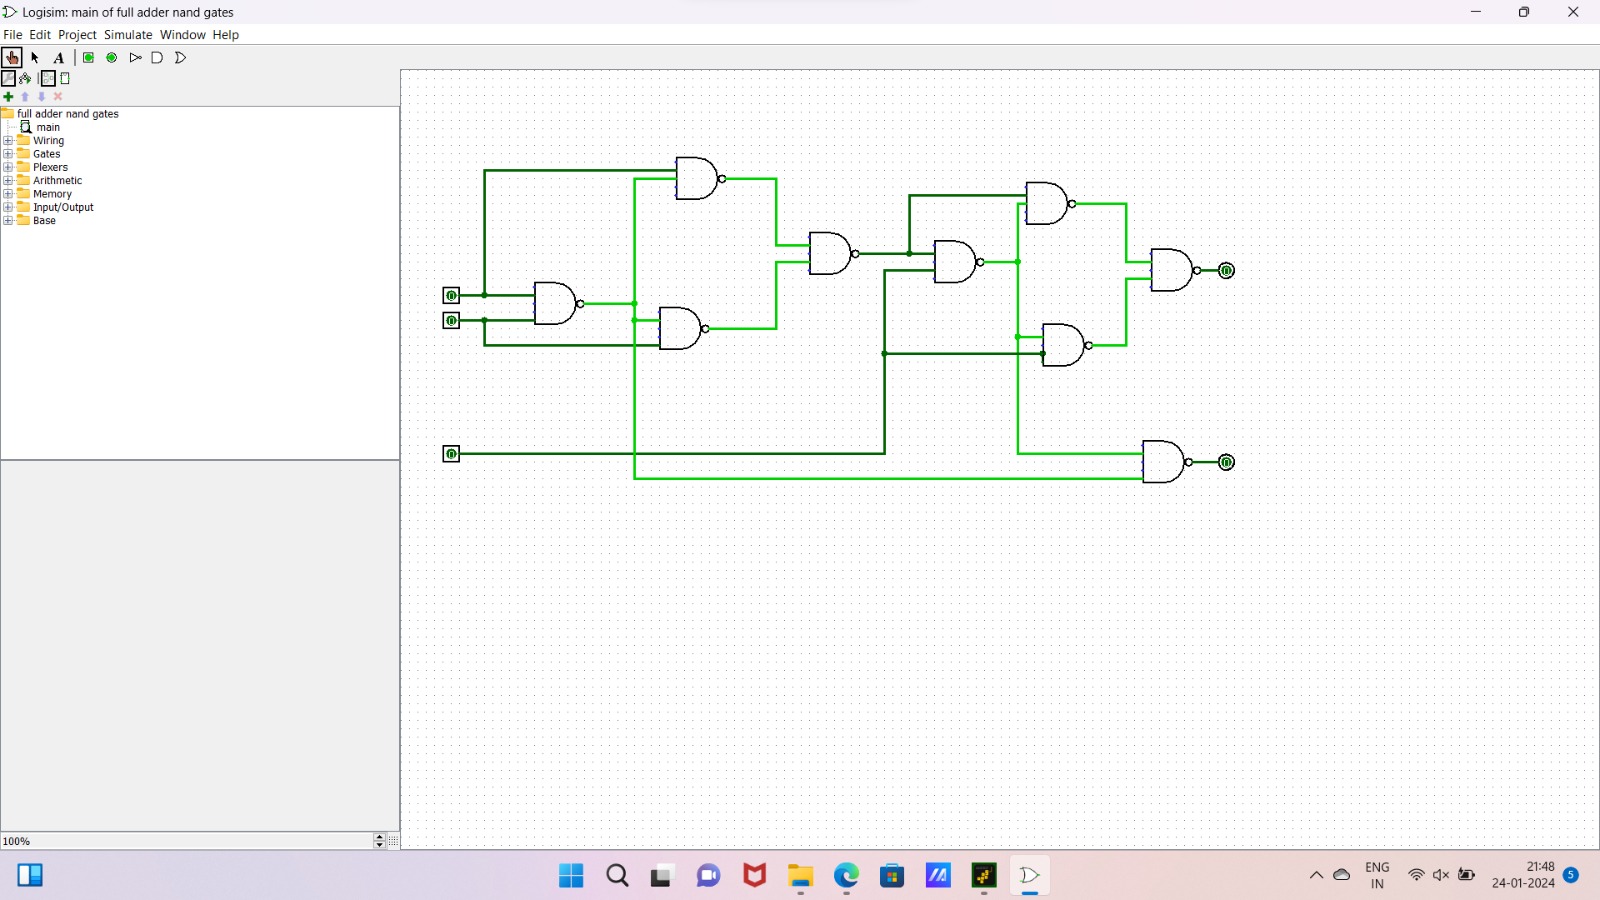 Logisim: main of full adder nand gates
File Edit Project Simulate Window Help
A
full adder nand gates
main
Wiring
Gates
Plexers
Arithmetic
Memory
Input/Output
Base
0
0
0
0
0
100%
ENG
IN
21:48
24-01-2024
5